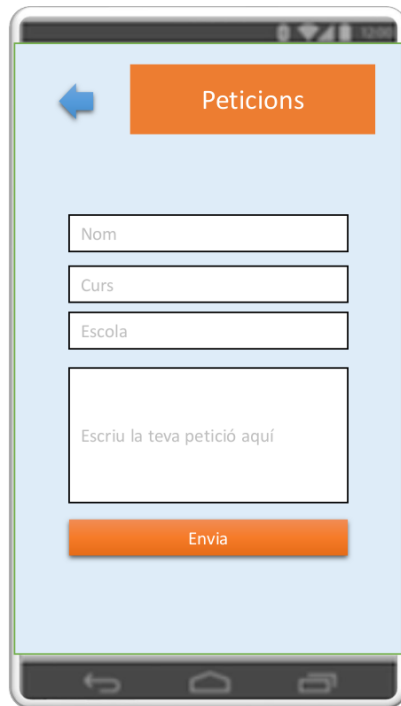 12:00
Peticions
Nom
Curs
Escola
Escriu la teva petició aquí
Envia